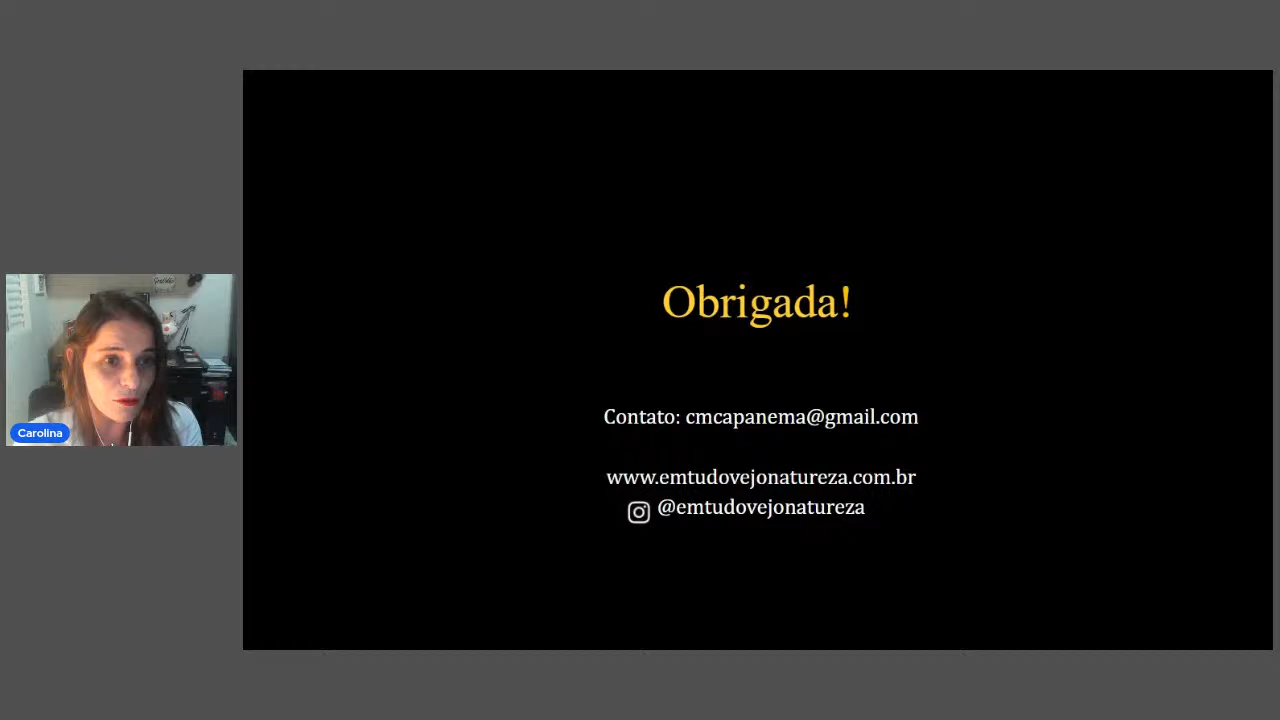 Obrigada!
Contato: cmcapanema@gmail.com
www.emtudovejonatureza.com.br
@emtudovejonatureza
Carolina